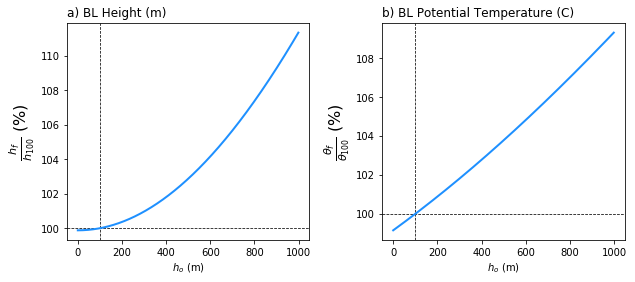 a) BL Height (m)
h_f / h_100 (%)
110
108
106
104
102
100
0 200 400 600 800 1000
h_o (m)
b) BL Potential Temperature (C)
θ_f / θ_100 (%)
108
106
104
102
100
0 200 400 600 800 1000
h_o (m)